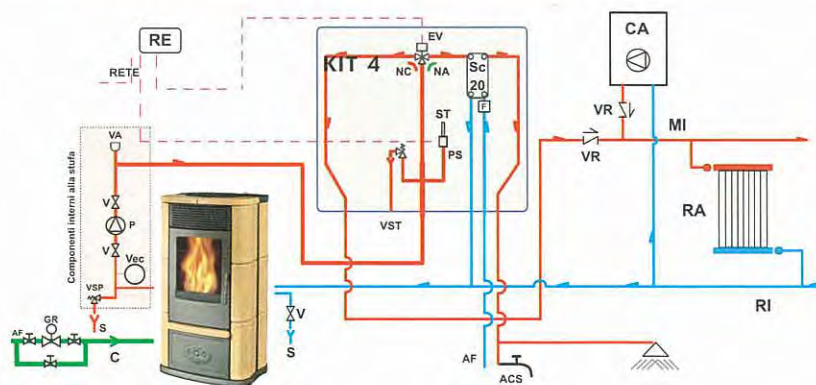 RE
RETE
EV
KIT 4
NC
NA
Sc
20
F
ST
PS
VST
CA
VR
VR
MI
RA
RI
VA
V
P
V
Vec
VSP
S
Componenti interni alla stufa
GR
AF
C
V
S
AF
ACS